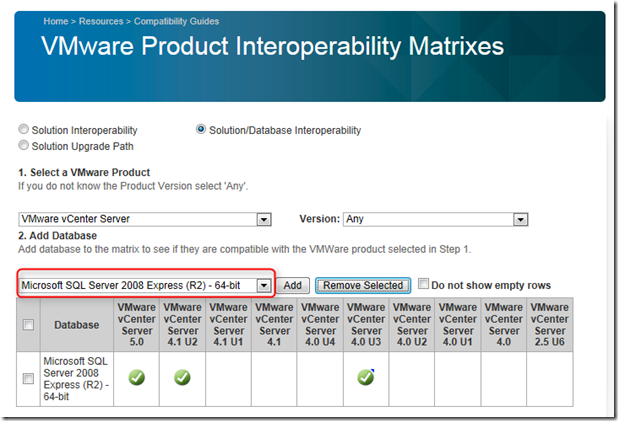 Home > Resources > Compatibility Guides
VMware Product Interoperability Matrixes
Solution Interoperability
Solution/Database Interoperability
Solution Upgrade Path
1. Select a VMware Product
If you do not know the Product Version select 'Any'.
VMware vCenter Server
Version: Any
2. Add Database
Add database to the matrix to see if they are compatible with the VMWare product selected in Step 1.
Microsoft SQL Server 2008 Express (R2) - 64-bit
Add
Remove Selected
Do not show empty rows
Database
VMware vCenter Server 5.0
VMware vCenter Server 4.1 U2
VMware vCenter Server 4.1 U1
VMware vCenter Server 4.1
VMware vCenter Server 4.0 U4
VMware vCenter Server 4.0 U3
VMware vCenter Server 4.0 U2
VMware vCenter Server 4.0 U1
VMware vCenter Server 4.0
VMware vCenter Server 2.5 U6
Microsoft SQL
Server 2008
Express (R2) -
64-bit